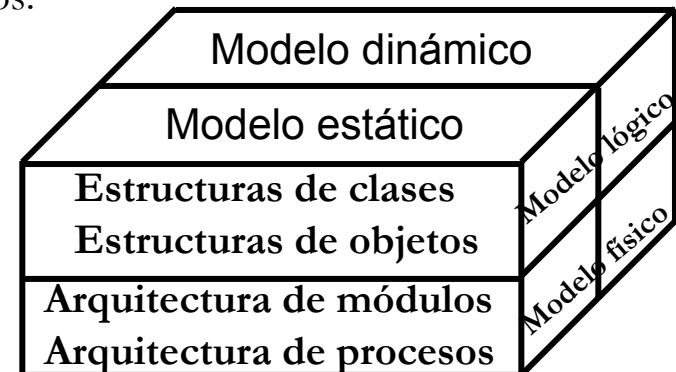 os.
Modelo dinámico
Modelo estático
Estructuras de clases
Estructuras de objetos
Arquitectura de módulos
Arquitectura de procesos
Modelo lógico
Modelo físico